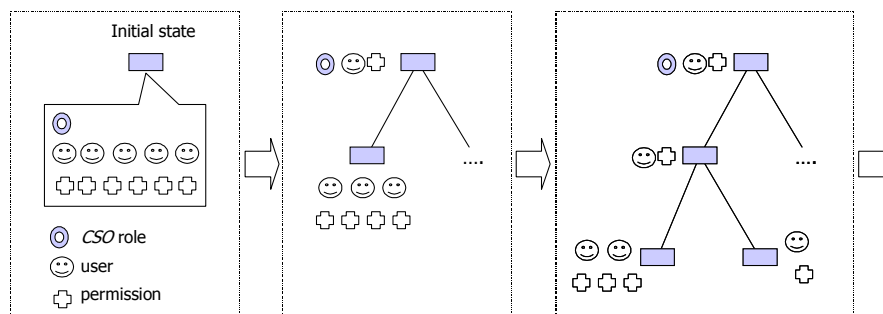 Initial state
CSO role
user
permission
....
....